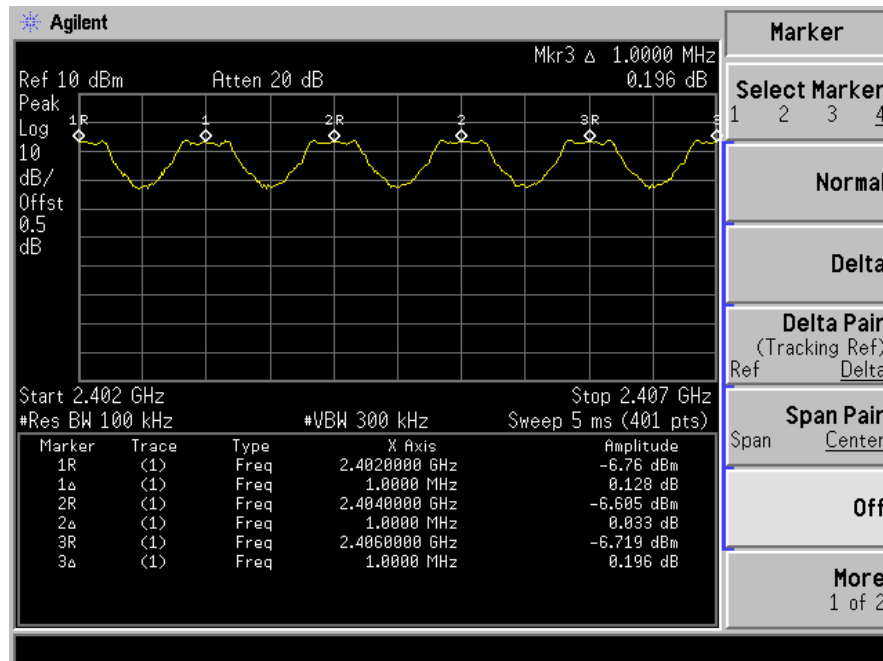 Agilent
Marker
Mkr3 Δ 1.0000 MHz
Ref 10 dBm Atten 20 dB 0.196 dB
Peak
Log
10
dB/
Offst
0.5
dB
1R 1 2R 2 3R
Start 2.402 GHz Stop 2.407 GHz
#Res BW 100 kHz #VBW 300 kHz Sweep 5 ms (401 pts)
Marker Trace Type X Axis Amplitude
1R (1) Freq 2.4020000 GHz -6.76 dBm
1Δ (1) Freq 1.0000 MHz 0.128 dB
2R (1) Freq 2.4040000 GHz -6.605 dBm
2Δ (1) Freq 1.0000 MHz 0.033 dB
3R (1) Freq 2.4060000 GHz -6.719 dBm
3Δ (1) Freq 1.0000 MHz 0.196 dB
Select Marker
1 2 3 4
Normal
Delta
Delta Pair
(Tracking Ref)
Ref Delta
Span Pair
Span Center
Off
More
1 of 2